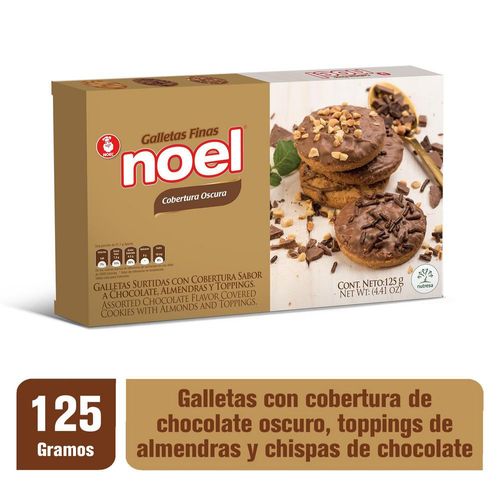 Galletas Finas
noel
NOEL
Cobertura Oscura
GALLETAS SURTIDAS CON COBERTURA SABOR
A CHOCOLATE, ALMENDRAS Y TOPPINGS.
ASSORTED CHOCOLATE FLAVOR COVERED
COOKIES WITH ALMONDS AND TOPPINGS.
CONT. NETO:125 g
NET WT: (4.41 OZ)
nutresa
125
Gramos
Galletas con cobertura de
chocolate oscuro, toppings de
almendras y chispas de chocolate